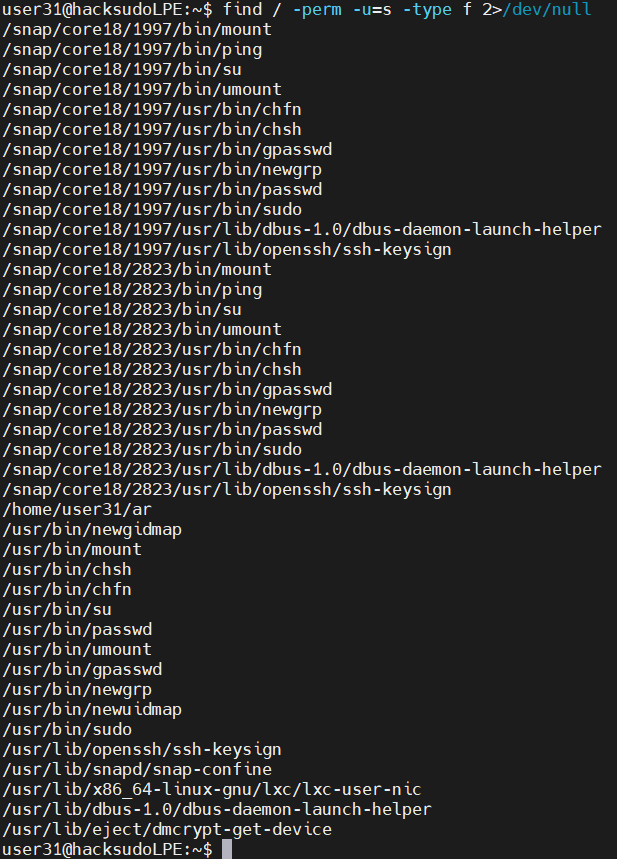 user31@hacksudoLPE:~$ find / -perm -u=s -type f 2>/dev/null
/snap/core18/1997/bin/mount
/snap/core18/1997/bin/ping
/snap/core18/1997/bin/su
/snap/core18/1997/bin/umount
/snap/core18/1997/usr/bin/chfn
/snap/core18/1997/usr/bin/chsh
/snap/core18/1997/usr/bin/gpasswd
/snap/core18/1997/usr/bin/newgrp
/snap/core18/1997/usr/bin/passwd
/snap/core18/1997/usr/bin/sudo
/snap/core18/1997/usr/lib/dbus-1.0/dbus-daemon-launch-helper
/snap/core18/1997/usr/lib/openssh/ssh-keysign
/snap/core18/2823/bin/mount
/snap/core18/2823/bin/ping
/snap/core18/2823/bin/su
/snap/core18/2823/bin/umount
/snap/core18/2823/usr/bin/chfn
/snap/core18/2823/usr/bin/chsh
/snap/core18/2823/usr/bin/gpasswd
/snap/core18/2823/usr/bin/newgrp
/snap/core18/2823/usr/bin/passwd
/snap/core18/2823/usr/bin/sudo
/snap/core18/2823/usr/lib/dbus-1.0/dbus-daemon-launch-helper
/snap/core18/2823/usr/lib/openssh/ssh-keysign
/home/user31/ar
/usr/bin/newgidmap
/usr/bin/mount
/usr/bin/chsh
/usr/bin/chfn
/usr/bin/su
/usr/bin/passwd
/usr/bin/umount
/usr/bin/gpasswd
/usr/bin/newgrp
/usr/bin/newuidmap
/usr/bin/sudo
/usr/lib/openssh/ssh-keysign
/usr/lib/snapd/snap-confine
/usr/lib/x86_64-linux-gnu/lxc/lxc-user-nic
/usr/lib/dbus-1.0/dbus-daemon-launch-helper
/usr/lib/eject/dmcrypt-get-device
user31@hacksudoLPE:~$